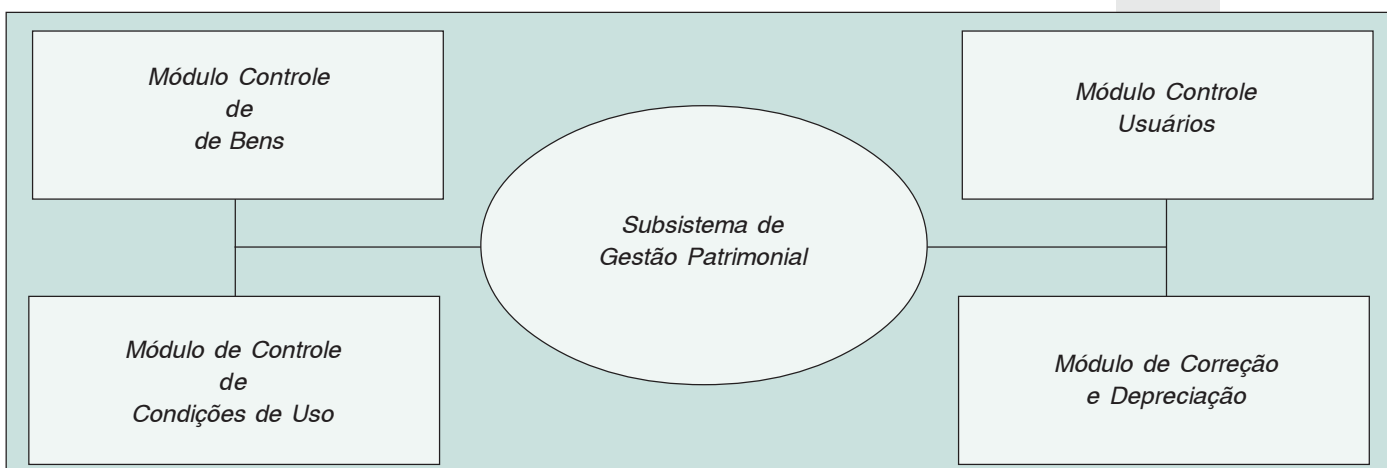 Módulo Controle
de
de Bens
Módulo Controle
Usuários
Subsistema de
Gestão Patrimonial
Módulo de Controle
de
Condições de Uso
Módulo de Correção
e Depreciação